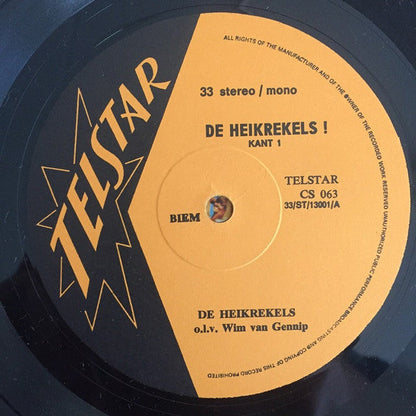 ALL RIGHTS OF THE MANUFACTURER AND OF THE OWNER OF THE RECORDED WORK RESERVED UNAUTHORIZED PUBLIC PERFORMANCE BROADCASTING AND COPYING OF THIS RECORD PROHIBITED
TELSTAR
33 stereo / mono
DE HEIKREKELS !
KANT 1
TELSTAR
CS 063
33/ST/13001/A
BIEM
DE HEIKREKELS
o.l.v. Wim van Gennip